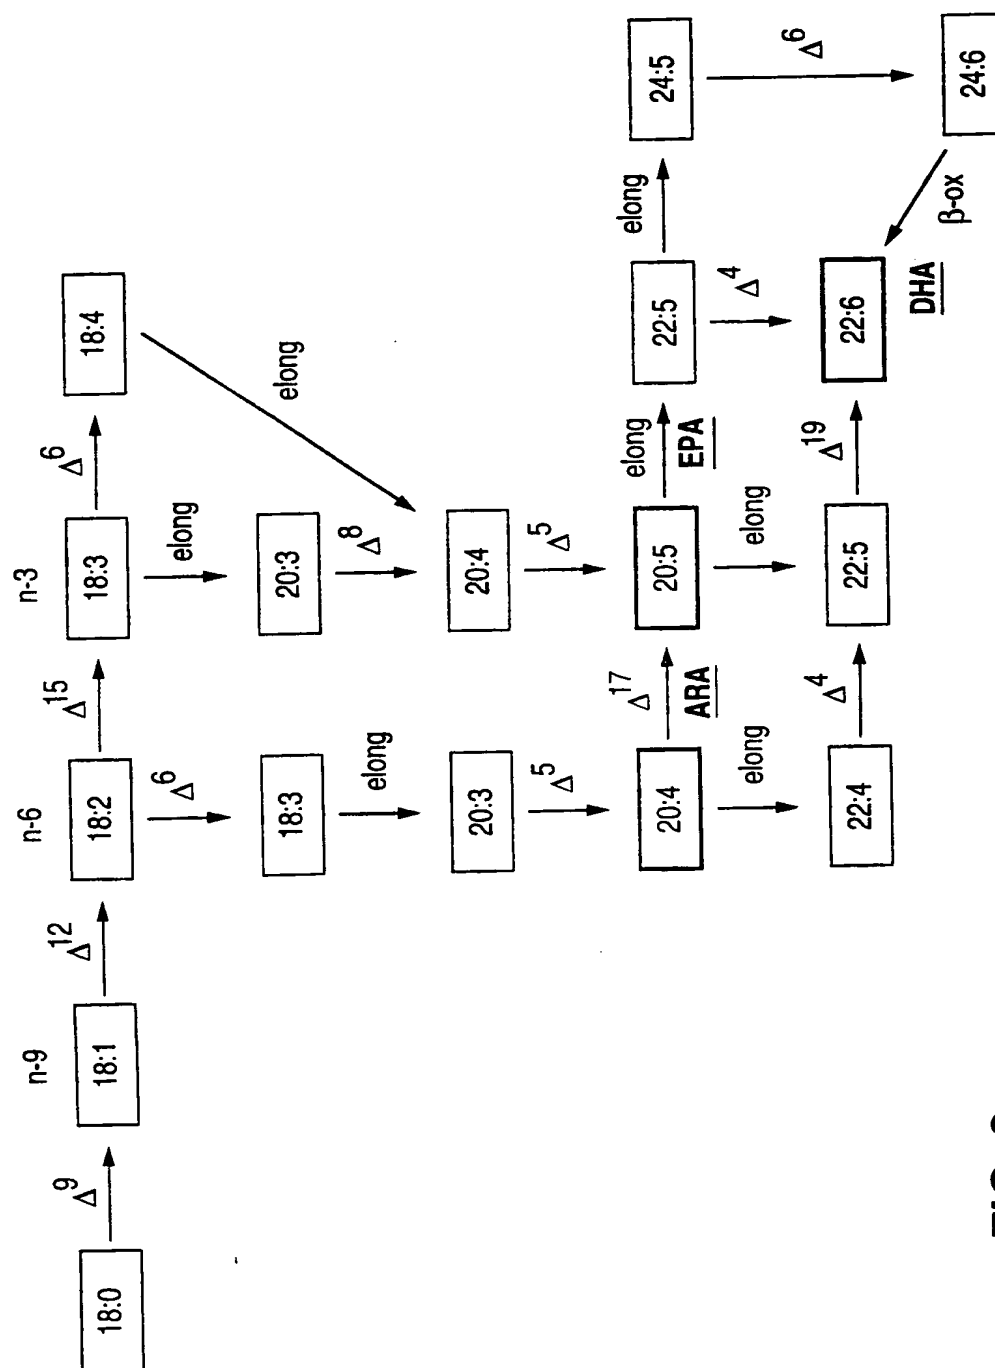 n-9 n-6 n-3
Δ9 Δ12 Δ15 Δ6
18:0 18:1 18:2 18:3 18:4
Δ6 elong
18:3 20:3 elong
elong Δ8
20:3 20:4
Δ5 Δ5
Δ17 elong elong
20:4 20:5 22:5 24:5
ARA EPA
elong elong Δ4 Δ6
Δ4 Δ19
22:4 22:5 22:6
DHA β-ox
24:6